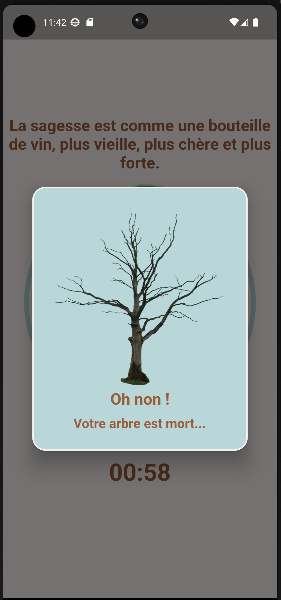 11:42
La sagesse est comme une bouteille
de vin, plus vieille, plus chère et plus
forte.
Oh non !
Votre arbre est mort...
00:58